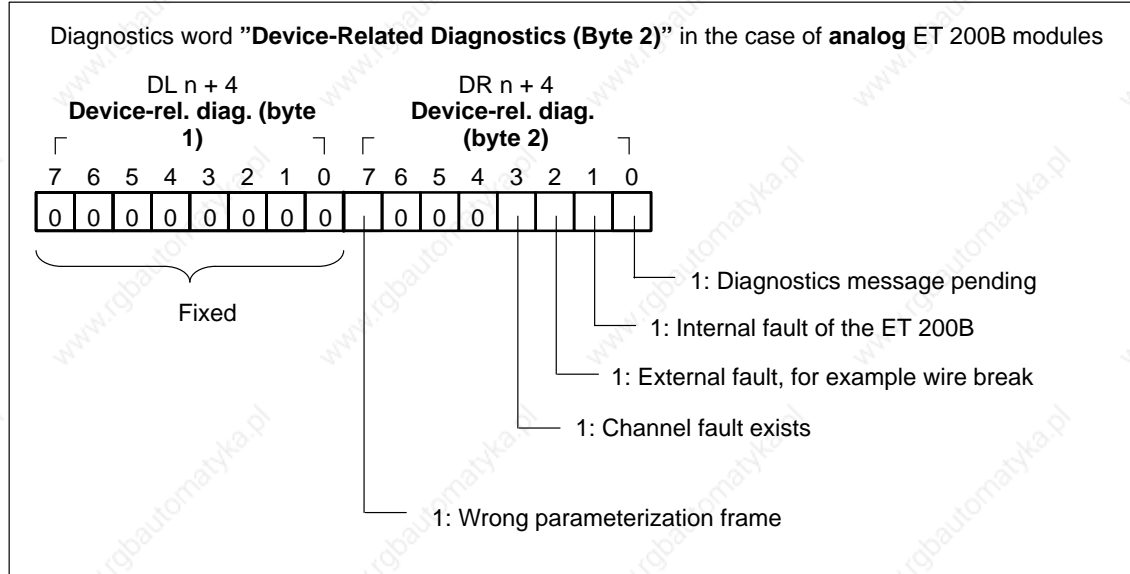 Diagnostics word ”Device-Related Diagnostics (Byte 2)” in the case of analog ET 200B modules
DL n + 4
Device-rel. diag. (byte
1)
DR n + 4
Device-rel. diag.
(byte 2)
7 6 5 4 3 2 1 0 7 6 5 4 3 2 1 0
0 0 0 0 0 0 0 0 0 0 0
Fixed
1: Diagnostics message pending
1: Internal fault of the ET 200B
1: External fault, for example wire break
1: Channel fault exists
1: Wrong parameterization frame
www.rgbautomatyka.pl